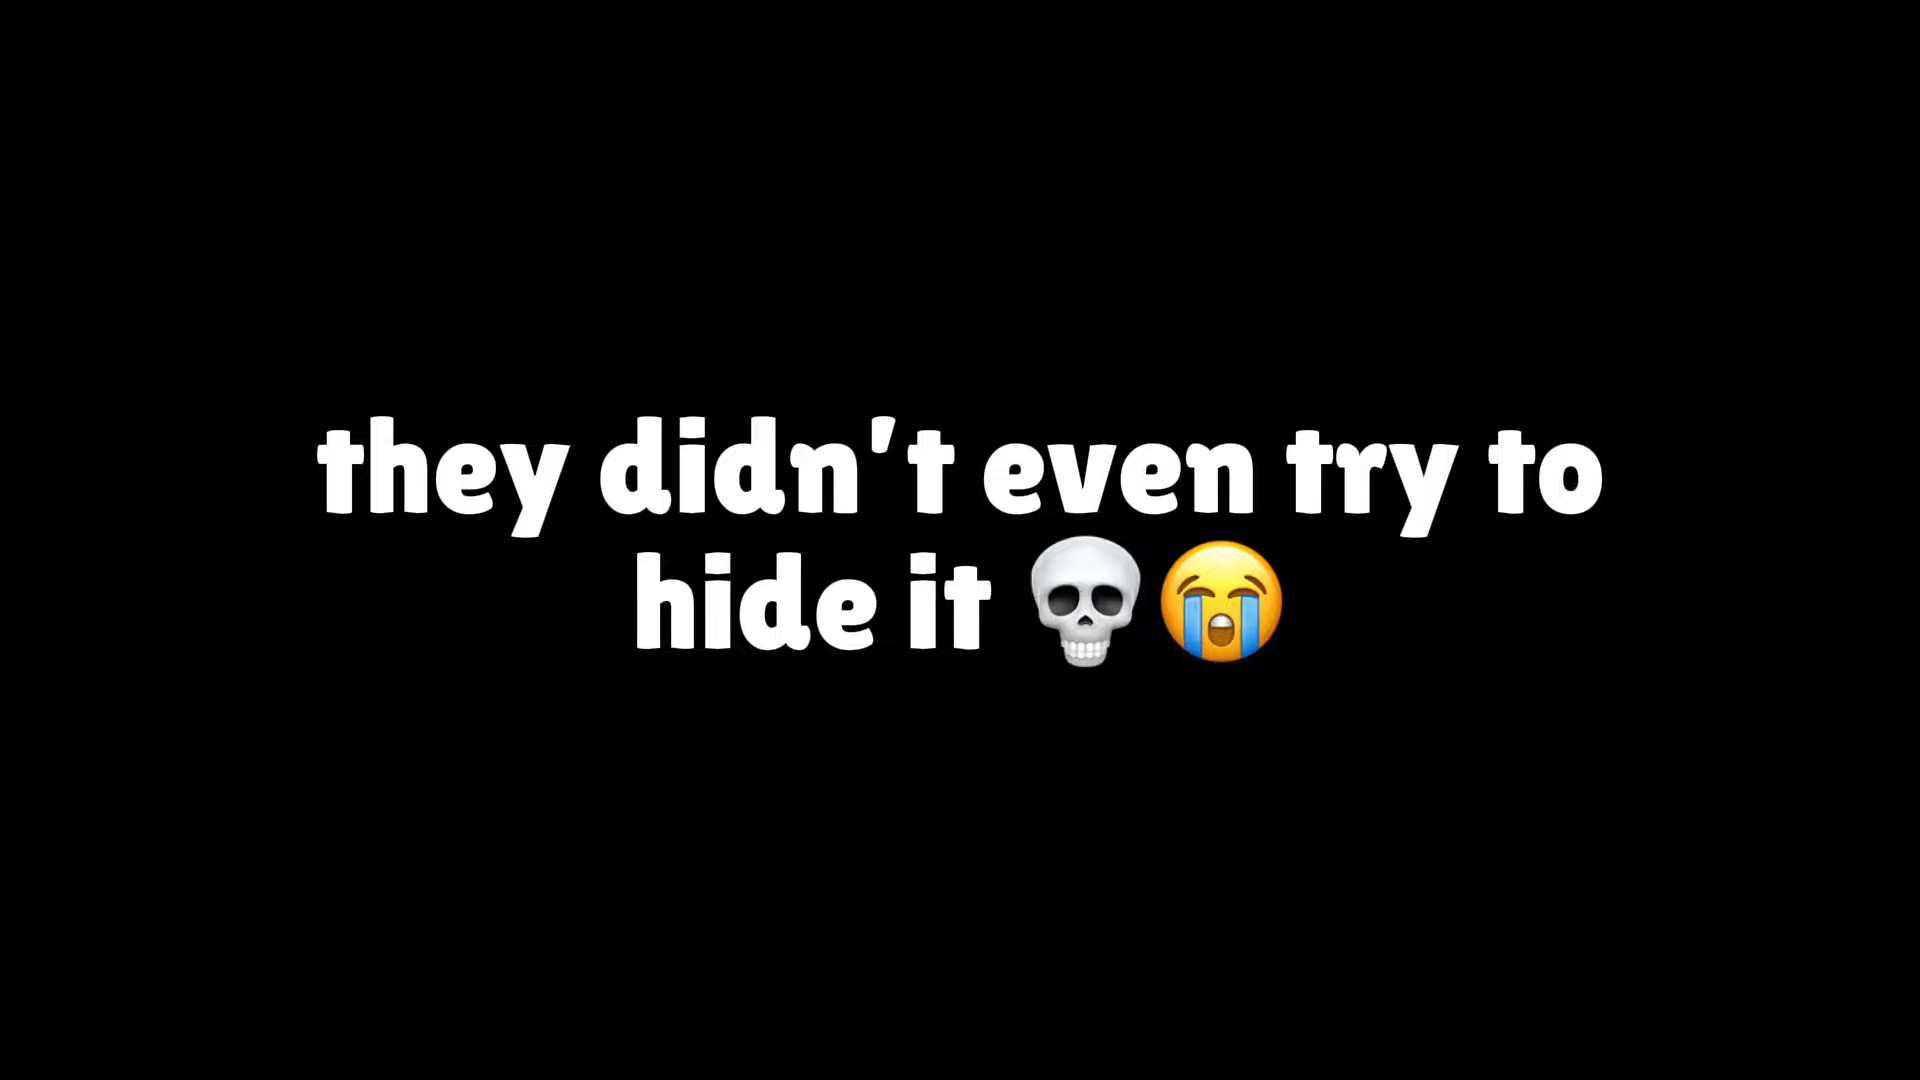 they didn't even try to
hide it 💀😭